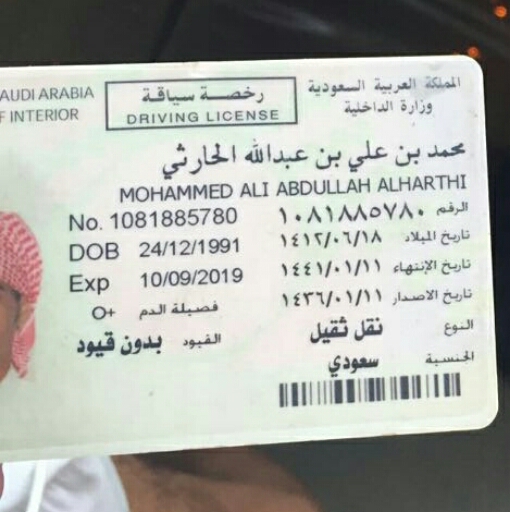 المملكة العربية السعودية
وزارة الداخلية
رخصة سياقة
DRIVING LICENSE
AUDI ARABIA
F INTERIOR
محمد بن علي بن عبدالله الحارثي
MOHAMMED ALI ABDULLAH ALHARTHI
No. 1081885780
الرقم ١٠٨١٨٨٥٧٨٠
DOB 24/12/1991
تاريخ الميلاد ١٤١٢/٠٦/١٨
Exp 10/09/2019
تاريخ الإنتهاء ١٤٤١/٠١/١١
تاريخ الاصدار ١٤٣٦/٠١/١١
فصيلة الدم O+
النوع نقل ثقيل
القيود بدون قيود
الجنسية سعودي